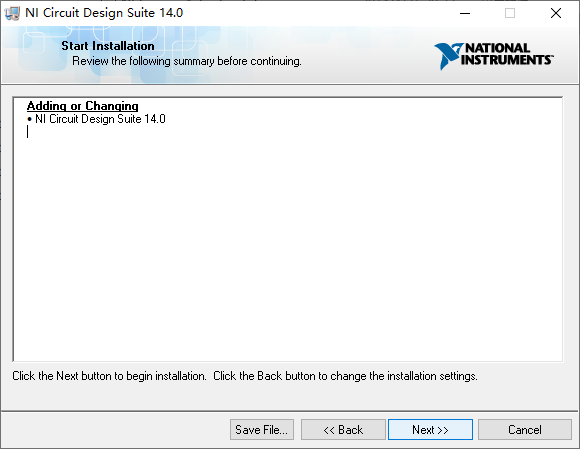 NI Circuit Design Suite 14.0
Start Installation
Review the following summary before continuing.
NATIONAL
INSTRUMENTS™
Adding or Changing
• NI Circuit Design Suite 14.0
Click the Next button to begin installation.  Click the Back button to change the installation settings.
Save File...
<< Back
Next >>
Cancel